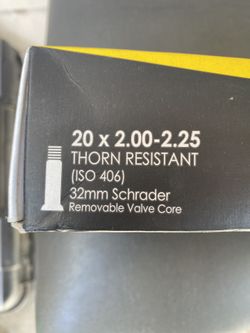 20 x 2.00-2.25
THORN RESISTANT
(ISO 406)
32mm Schrader
Removable Valve Core